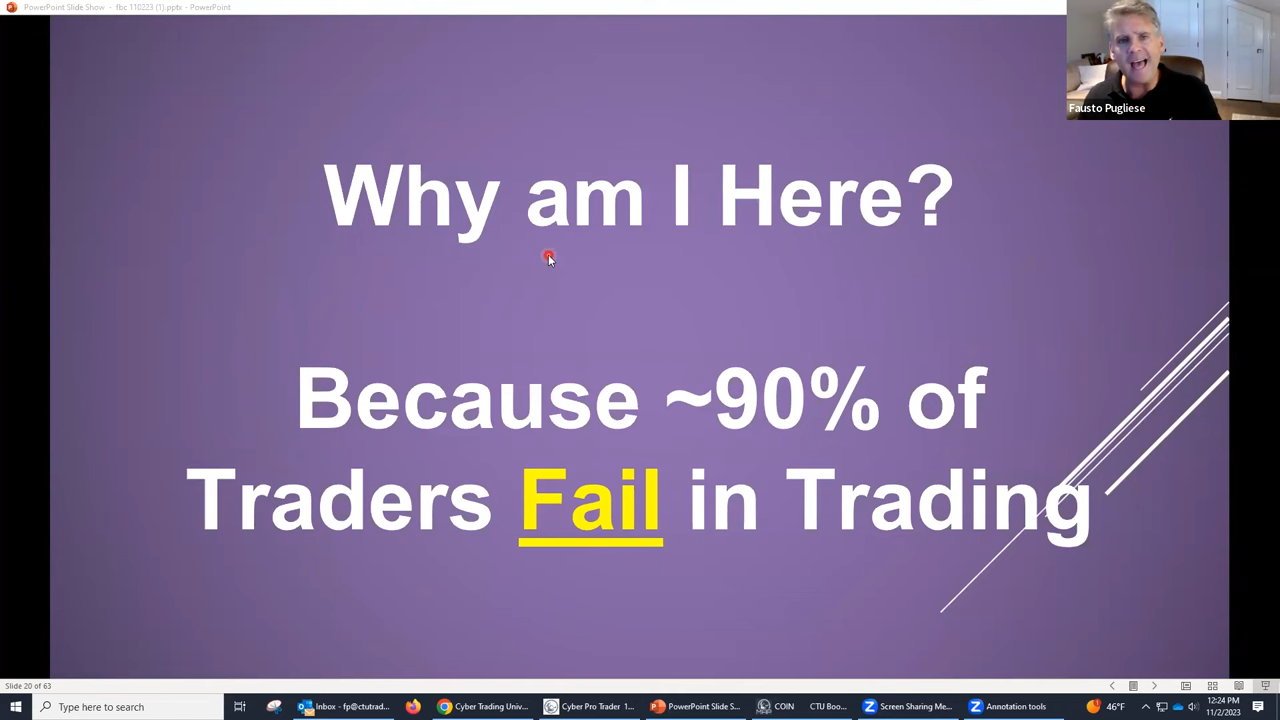 PowerPoint Slide Show - fbc 110223 (1).pptx - PowerPoint
Fausto Pugliese
Why am I Here?
Because ~90% of
Traders Fail in Trading
Slide 20 of 63
Type here to search
Inbox - fp@ctutrad...
Cyber Trading Univ...
Cyber Pro Trader 1...
PowerPoint Slide S...
COIN
CTU Boo...
Screen Sharing Me...
Annotation tools
46°F
12:24 PM
11/2/2023